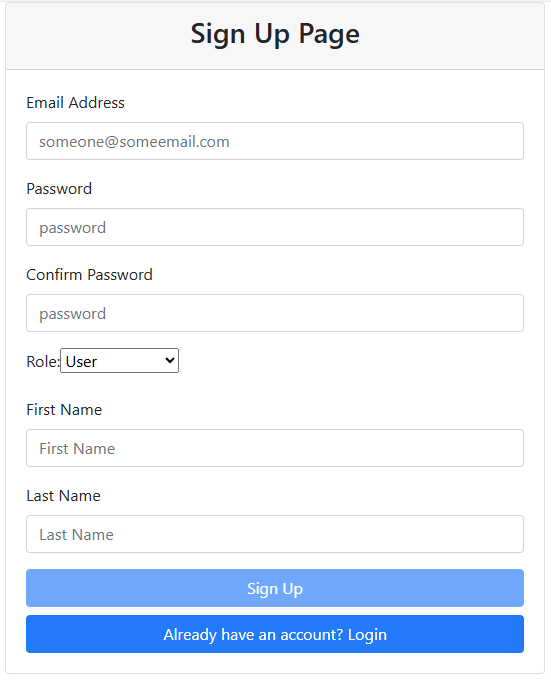 Sign Up Page
Email Address
someone@someemail.com
Password
password
Confirm Password
password
Role:User
First Name
First Name
Last Name
Last Name
Sign Up
Already have an account? Login